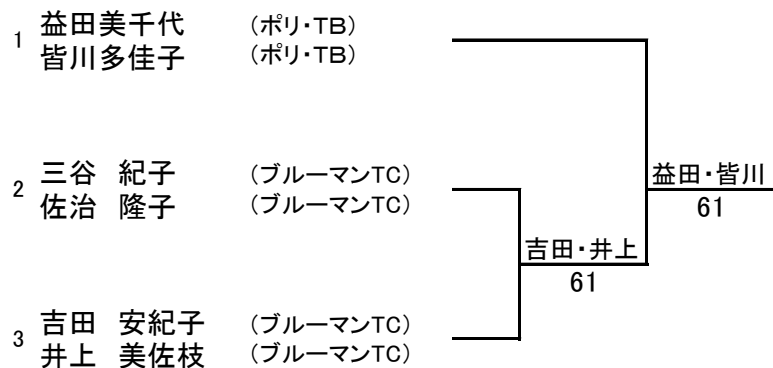 1 益田美千代 (ポリ・TB)
皆川多佳子 (ポリ・TB)
2 三谷 紀子 (ブルーマンTC)
佐治 隆子 (ブルーマンTC)
益田・皆川
61
吉田・井上
61
3 吉田 安紀子 (ブルーマンTC)
井上 美佐枝 (ブルーマンTC)